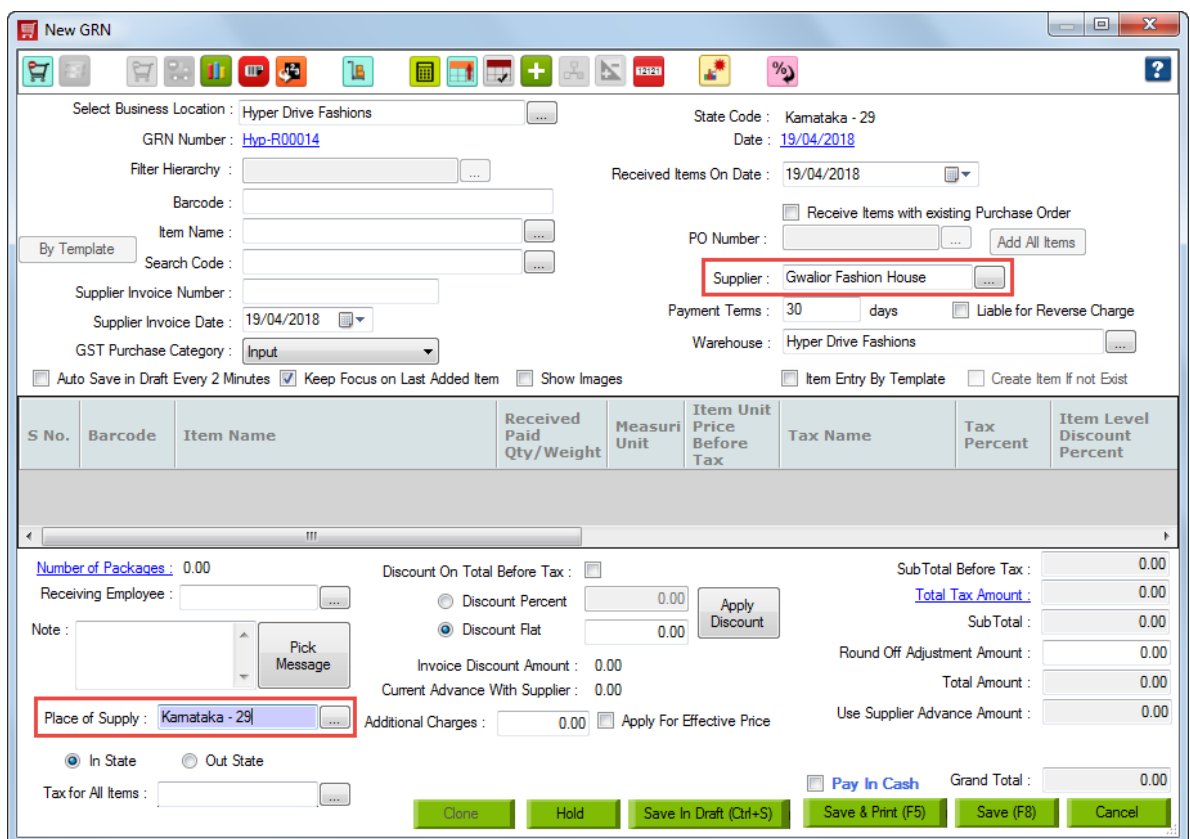 New GRN
12121
%
?
Select Business Location : Hyper Drive Fashions ...
State Code : Karnataka - 29
GRN Number : Hyp-R00014
Date : 19/04/2018
Filter Hierarchy : ...
Received Items On Date : 19/04/2018
Barcode :
Receive Items with existing Purchase Order
Item Name : ...
PO Number : ... Add All Items
By Template
Search Code : ...
Supplier : Gwalior Fashion House ...
Supplier Invoice Number :
Payment Terms : 30 days Liable for Reverse Charge
Supplier Invoice Date : 19/04/2018
Warehouse : Hyper Drive Fashions ...
GST Purchase Category : Input
Auto Save in Draft Every 2 Minutes Keep Focus on Last Added Item Show Images Item Entry By Template Create Item If not Exist
S No.
Barcode
Item Name
Received
Paid
Qty/Weight
Measuri
Unit
Item Unit
Price
Before
Tax
Tax Name
Tax
Percent
Item Level
Discount
Percent
Number of Packages : 0.00
Receiving Employee : ...
Note :
Pick
Message
Place of Supply : Karnataka - 29 ...
In State Out State
Tax for All Items : ...
Discount On Total Before Tax :
Discount Percent 0.00
Discount Flat 0.00
Apply
Discount
Invoice Discount Amount : 0.00
Current Advance With Supplier : 0.00
Additional Charges : 0.00 Apply For Effective Price
SubTotal Before Tax : 0.00
Total Tax Amount : 0.00
SubTotal : 0.00
Round Off Adjustment Amount : 0.00
Total Amount : 0.00
Use Supplier Advance Amount : 0.00
Pay In Cash Grand Total : 0.00
Clone Hold Save In Draft (Ctrl+S) Save & Print (F5) Save (F8) Cancel